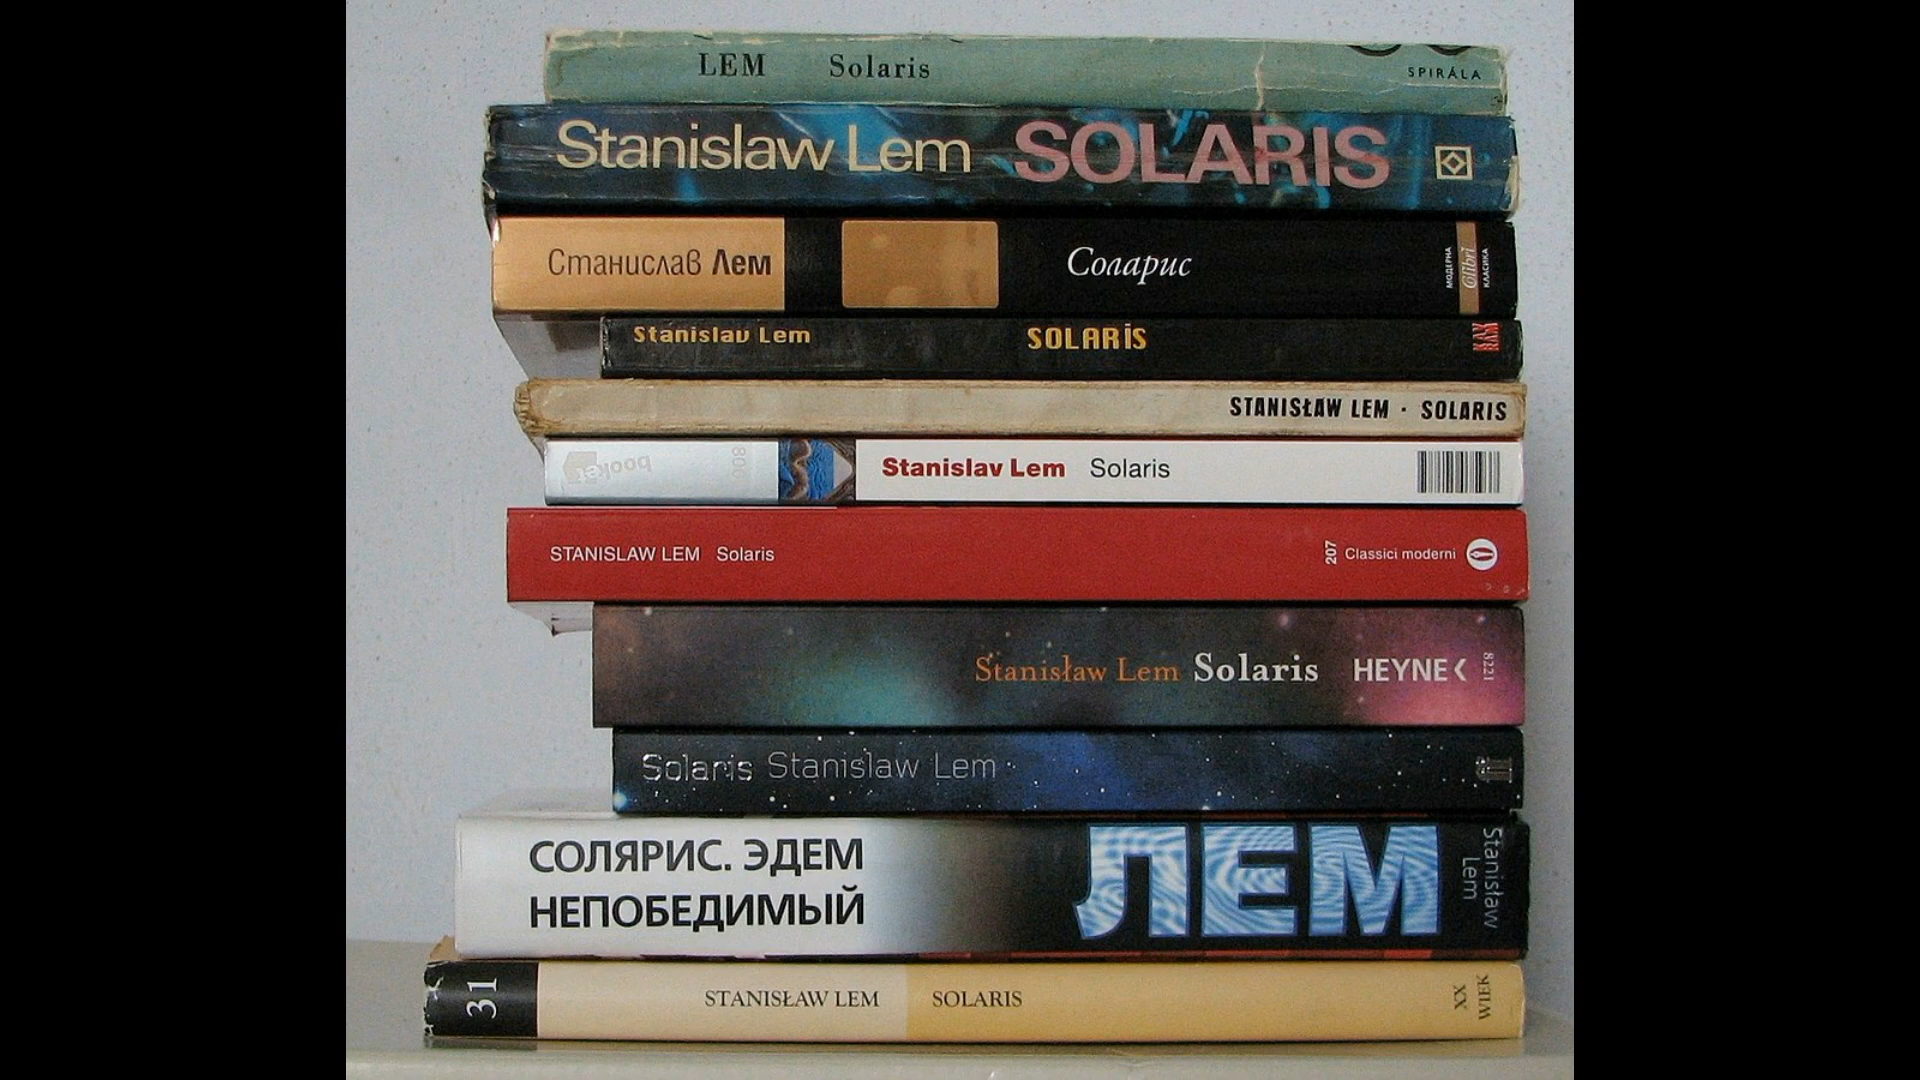 LEM Solaris SPIRÁLA
Stanislaw Lem SOLARIS
Станислав Лем Соларис МОДЕРНА Colibri КЛАСИКА
Stanislav Lem SOLARIS
STANISŁAW LEM · SOLARIS
booket Stanislav Lem Solaris
STANISLAW LEM Solaris 207 Classici moderni
Stanisław Lem Solaris HEYNE 8221
Solaris Stanislaw Lem ff
СОЛЯРИС. ЭДЕМ
НЕПОБЕДИМЫЙ
ЛЕМ
Stanisław
Lem
31 STANISŁAW LEM SOLARIS XX
WIEK